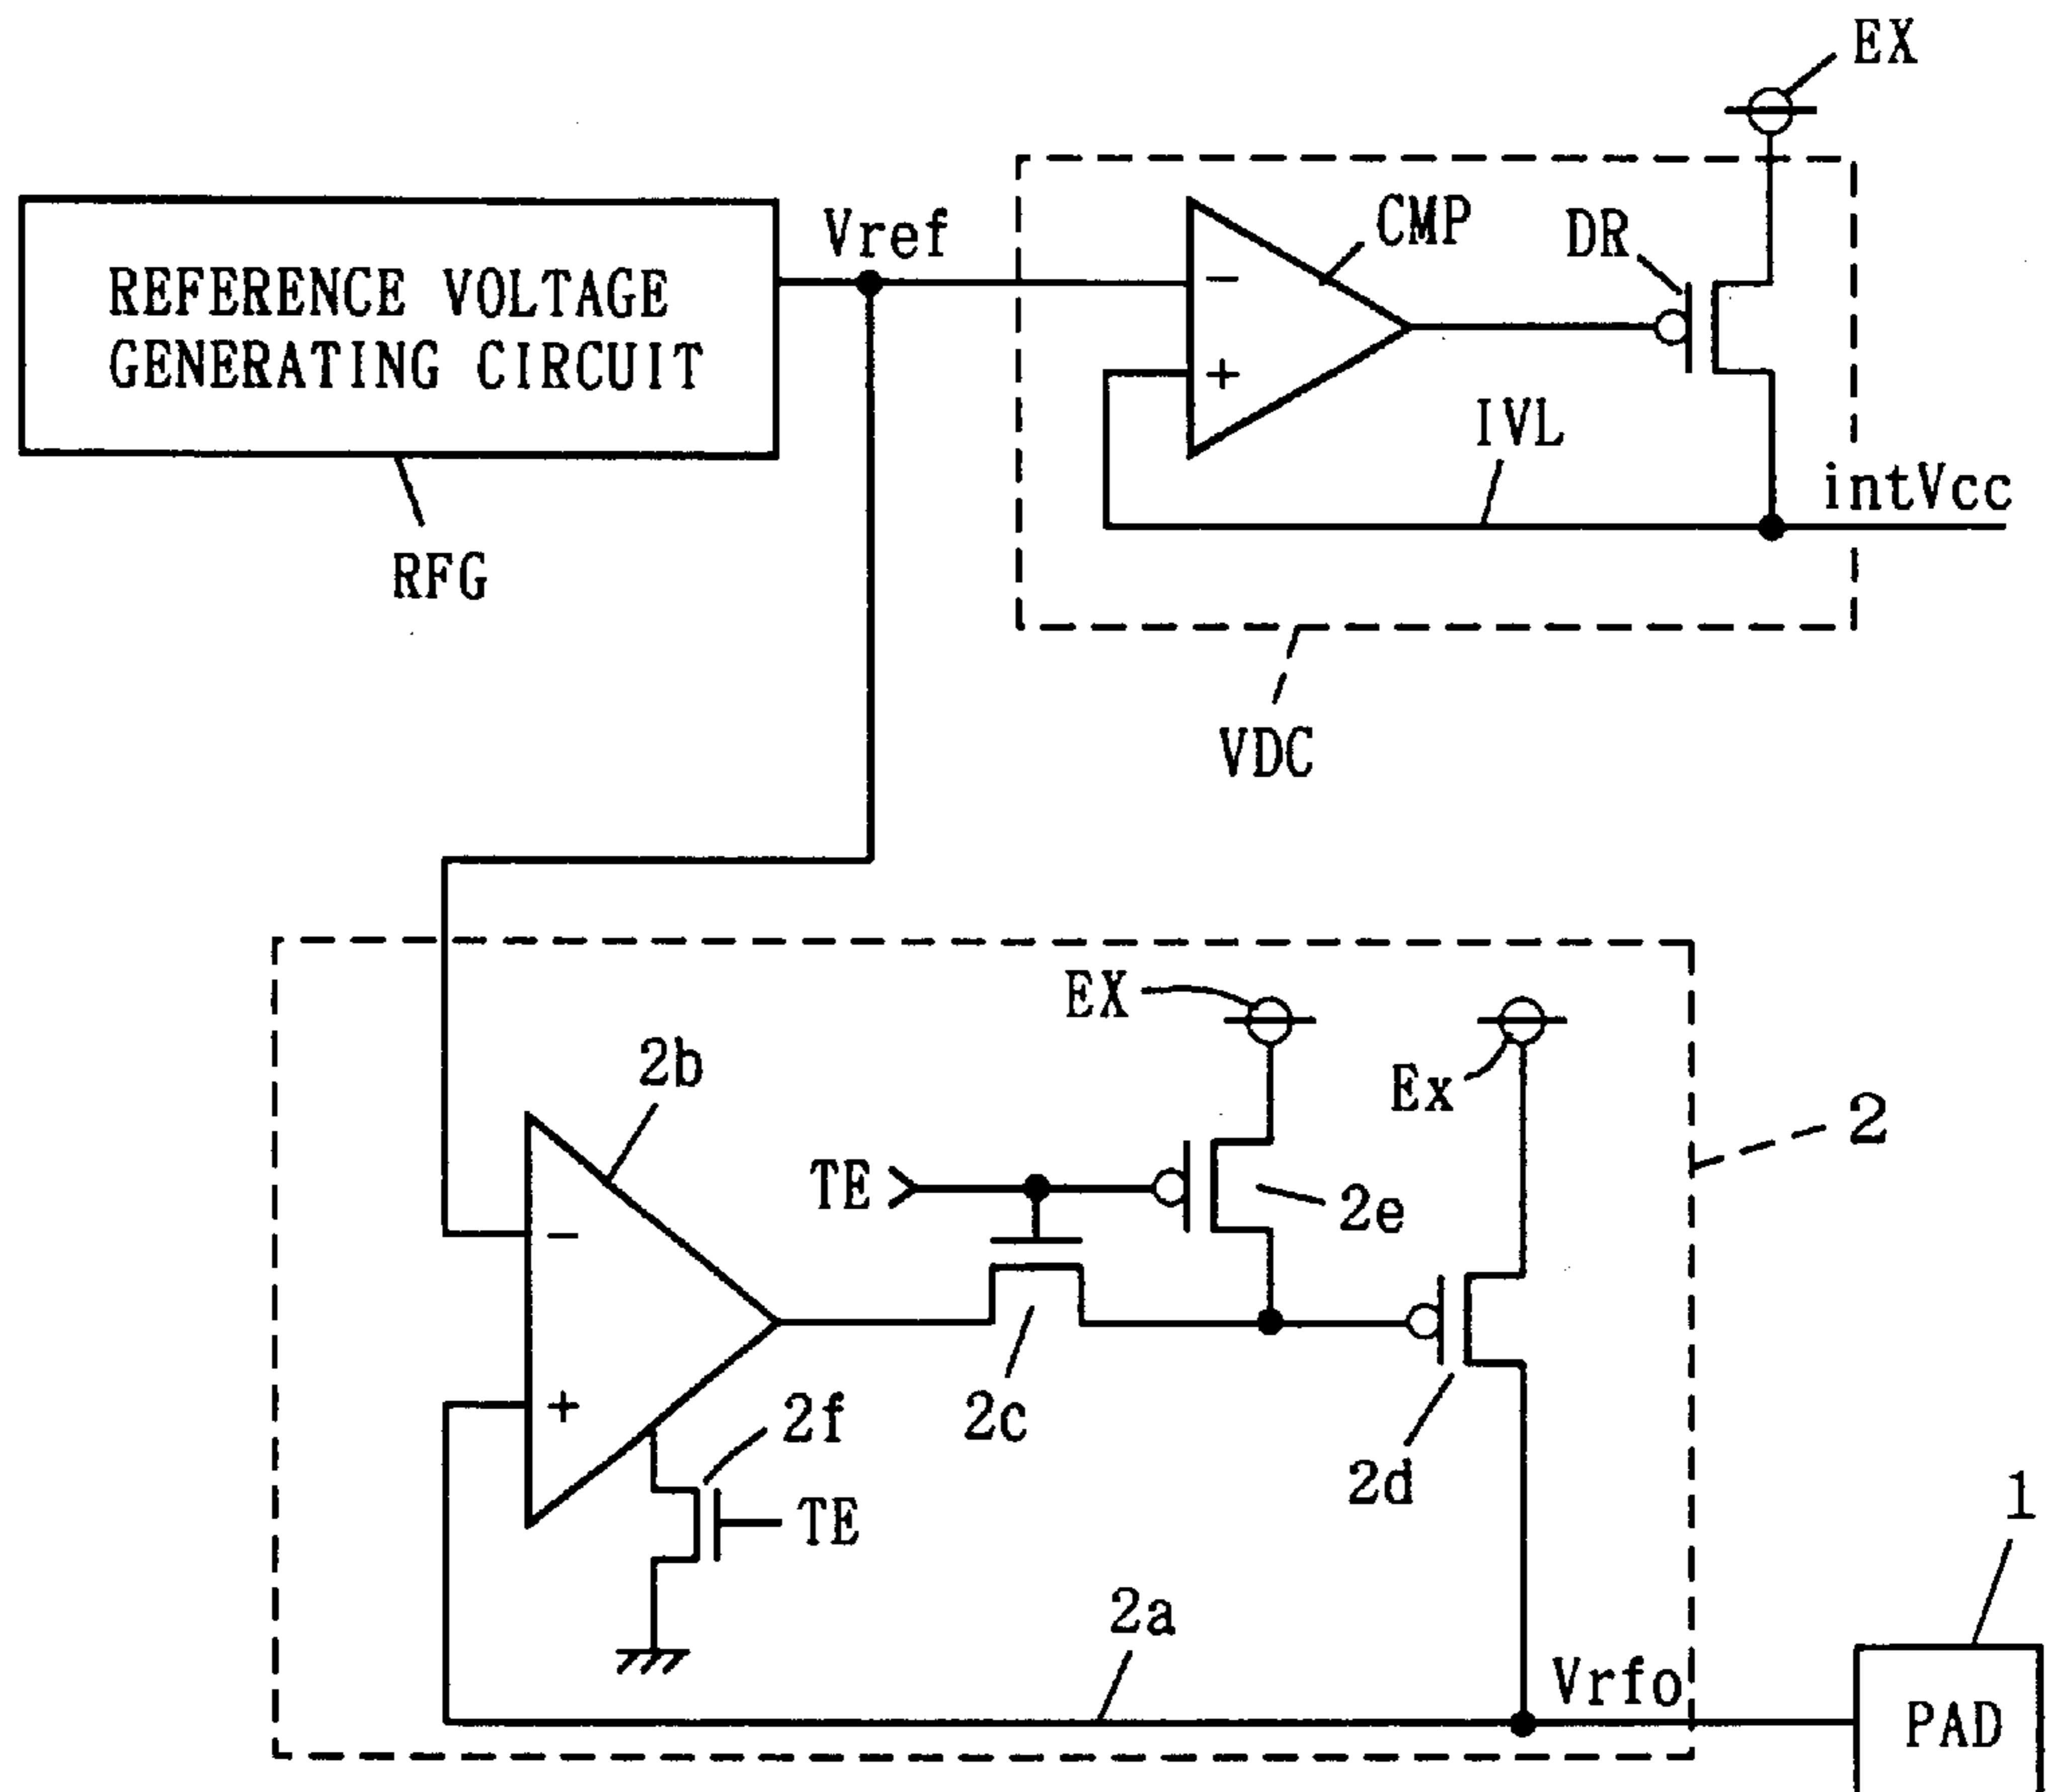 EX
Vref
CMP
DR
REFERENCE VOLTAGE
GENERATING CIRCUIT
-
+
IVL
intVcc
RFG
VDC
EX
Ex
2b
2
TE
2e
-
+
2c
2f
2d
TE
1
2a
Vrfo
PAD